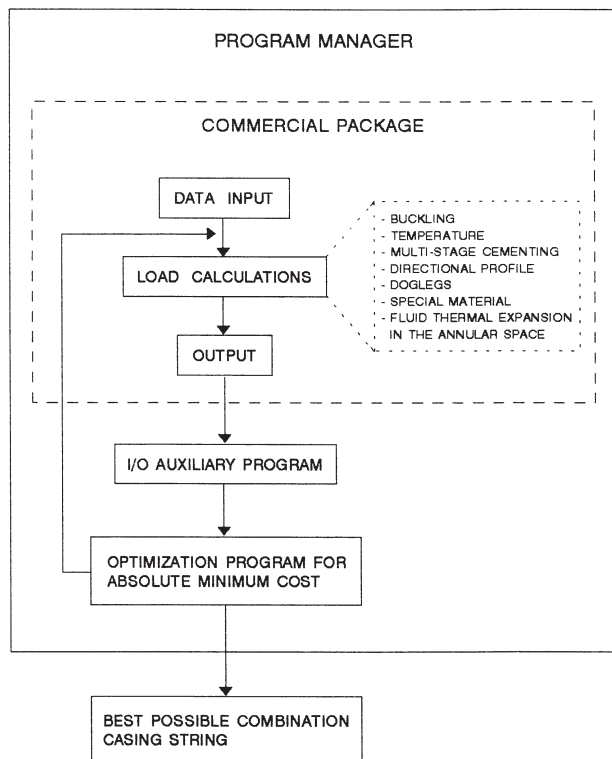 PROGRAM MANAGER
COMMERCIAL PACKAGE
DATA INPUT
LOAD CALCULATIONS
OUTPUT
- BUCKLING
- TEMPERATURE
- MULTI-STAGE CEMENTING
- DIRECTIONAL PROFILE
- DOGLEGS
- SPECIAL MATERIAL
- FLUID THERMAL EXPANSION
IN THE ANNULAR SPACE
I/O AUXILIARY PROGRAM
OPTIMIZATION PROGRAM FOR
ABSOLUTE MINIMUM COST
BEST POSSIBLE COMBINATION
CASING STRING